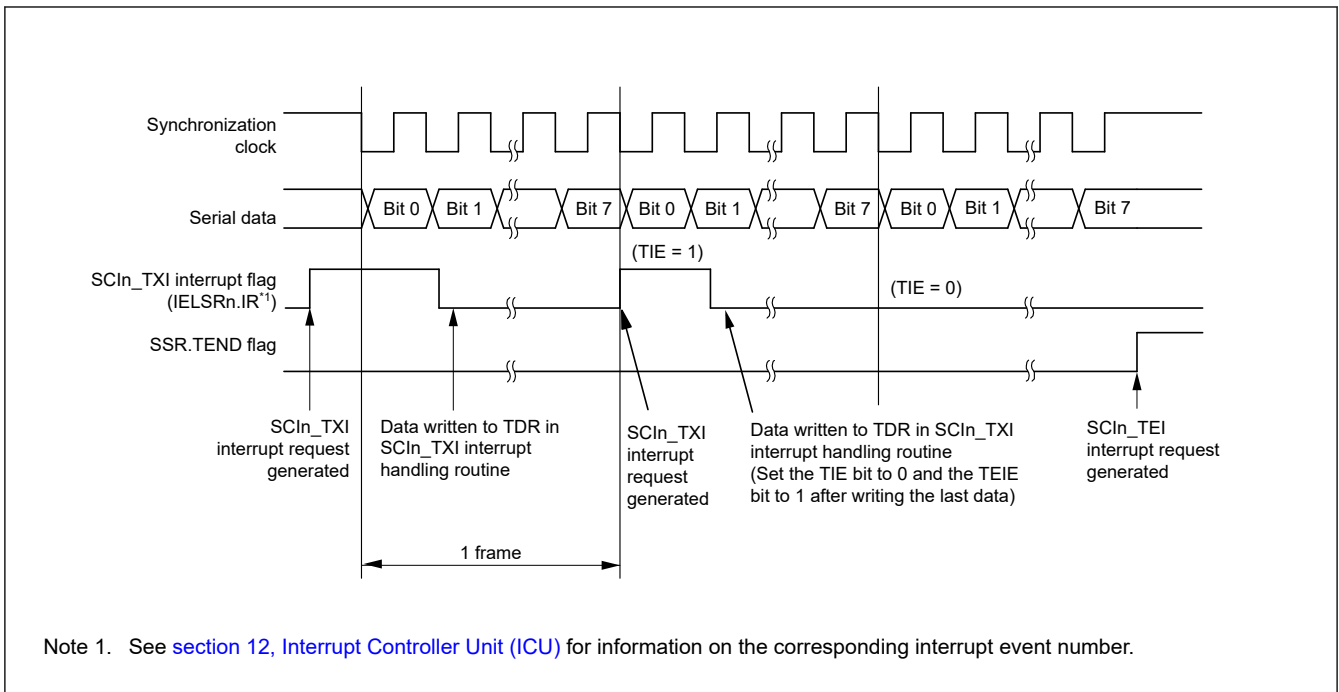 Synchronization
clock
Serial data
Bit 0 Bit 1 Bit 7 Bit 0 Bit 1 Bit 7 Bit 0 Bit 1 Bit 7
(TIE = 1)
SCIn_TXI interrupt flag
(IELSRn.IR*1)
(TIE = 0)
SSR.TEND flag
SCIn_TXI
interrupt request
generated
Data written to TDR in
SCIn_TXI interrupt
handling routine
SCIn_TXI
interrupt
request
generated
Data written to TDR in SCIn_TXI
interrupt handling routine
(Set the TIE bit to 0 and the TEIE
bit to 1 after writing the last data)
SCIn_TEI
interrupt request
generated
1 frame
Note 1. See section 12, Interrupt Controller Unit (ICU) for information on the corresponding interrupt event number.